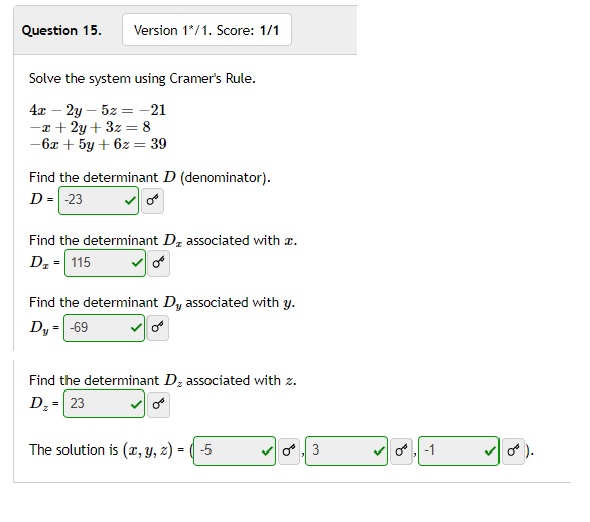 Question 15. Version 1*/1. Score: 1/1
Solve the system using Cramer's Rule.
4x − 2y − 5z = −21
−x + 2y + 3z = 8
−6x + 5y + 6z = 39
Find the determinant D (denominator).
D = -23
Find the determinant Dₓ associated with x.
Dₓ = 115
Find the determinant D_y associated with y.
D_y = -69
Find the determinant D_z associated with z.
D_z = 23
The solution is (x, y, z) = ( -5 , 3 , -1 ).